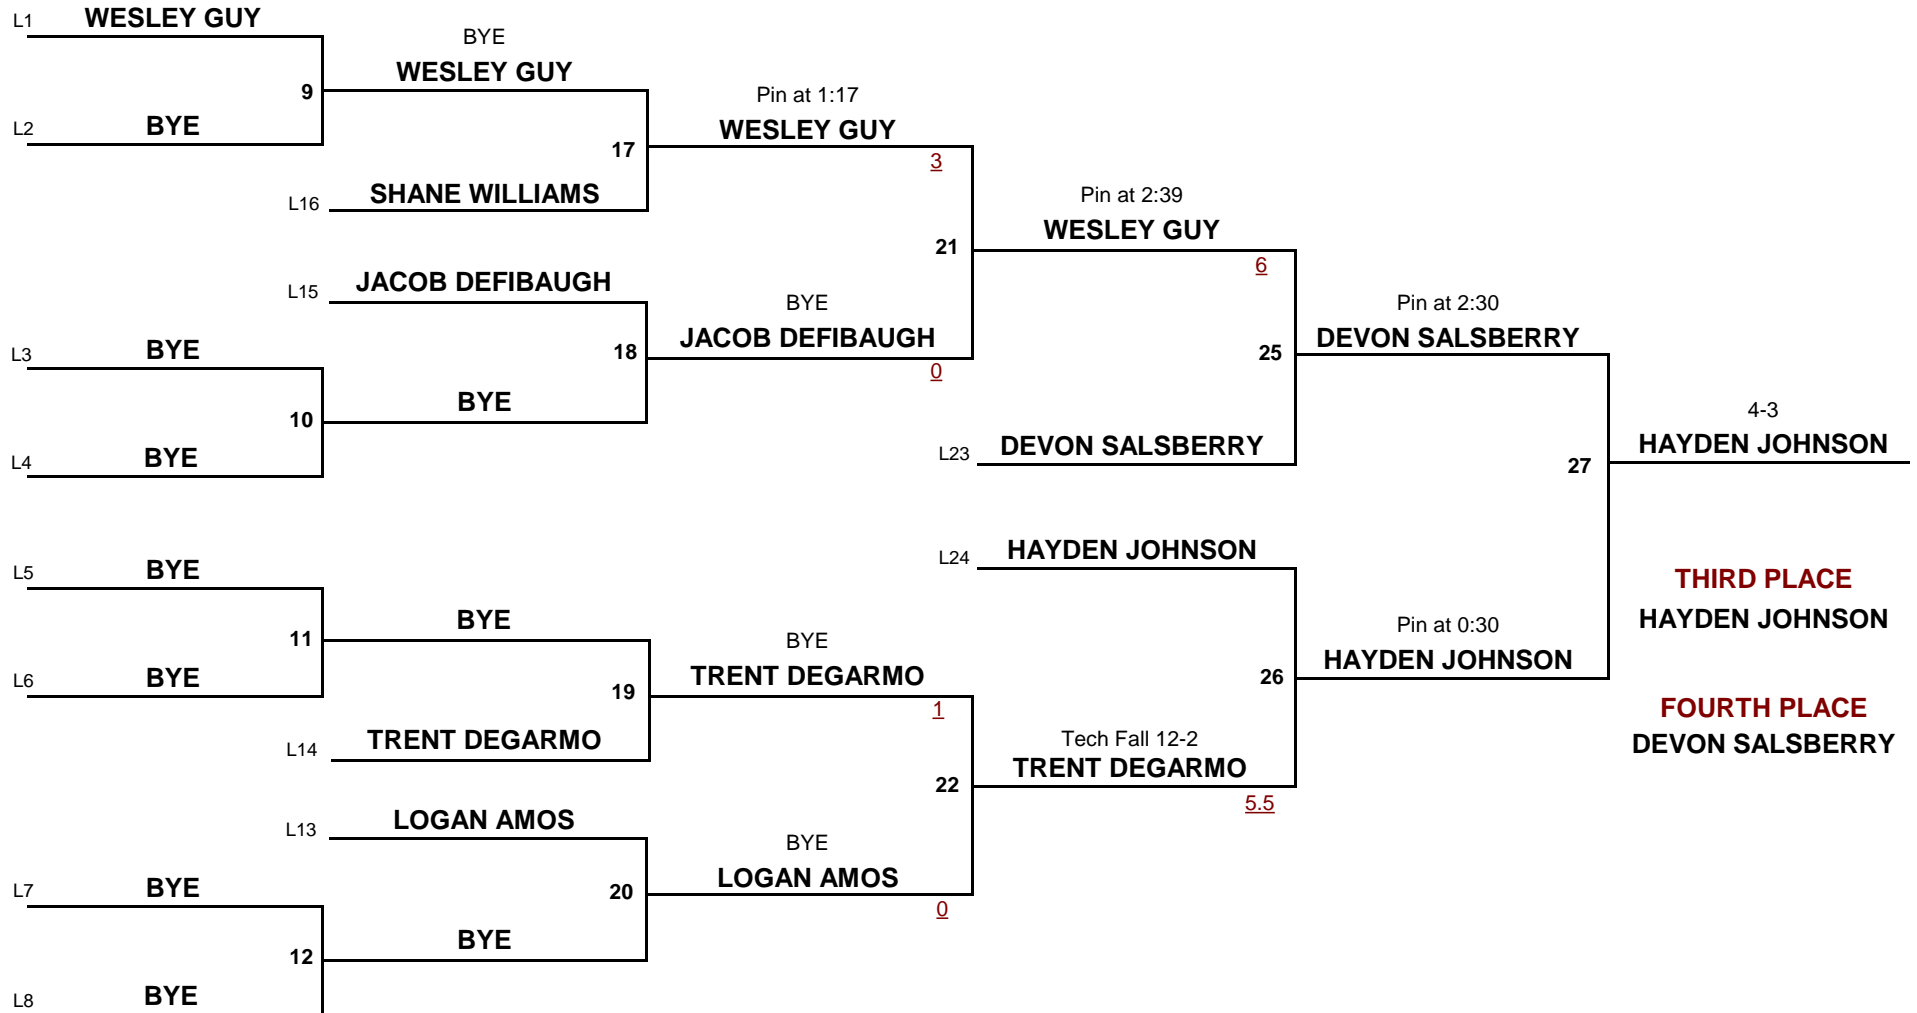 L1 WESLEY GUY
BYE
WESLEY GUY
9
Pin at 1:17
L2 BYE
WESLEY GUY
17
3
L16 SHANE WILLIAMS
Pin at 2:39
WESLEY GUY
21
6
L15 JACOB DEFIBAUGH
BYE
Pin at 2:30
JACOB DEFIBAUGH
DEVON SALSBERRY
L3 BYE
18
25
0
BYE
10
4-3
HAYDEN JOHNSON
L4 BYE
L23 DEVON SALSBERRY
27
L24 HAYDEN JOHNSON
L5 BYE
THIRD PLACE
HAYDEN JOHNSON
BYE
11
BYE
Pin at 0:30
HAYDEN JOHNSON
L6 BYE
TRENT DEGARMO
26
19
1
FOURTH PLACE
DEVON SALSBERRY
L14 TRENT DEGARMO
Tech Fall 12-2
TRENT DEGARMO
22
5.5
L13 LOGAN AMOS
BYE
LOGAN AMOS
L7 BYE
20
0
BYE
12
L8 BYE